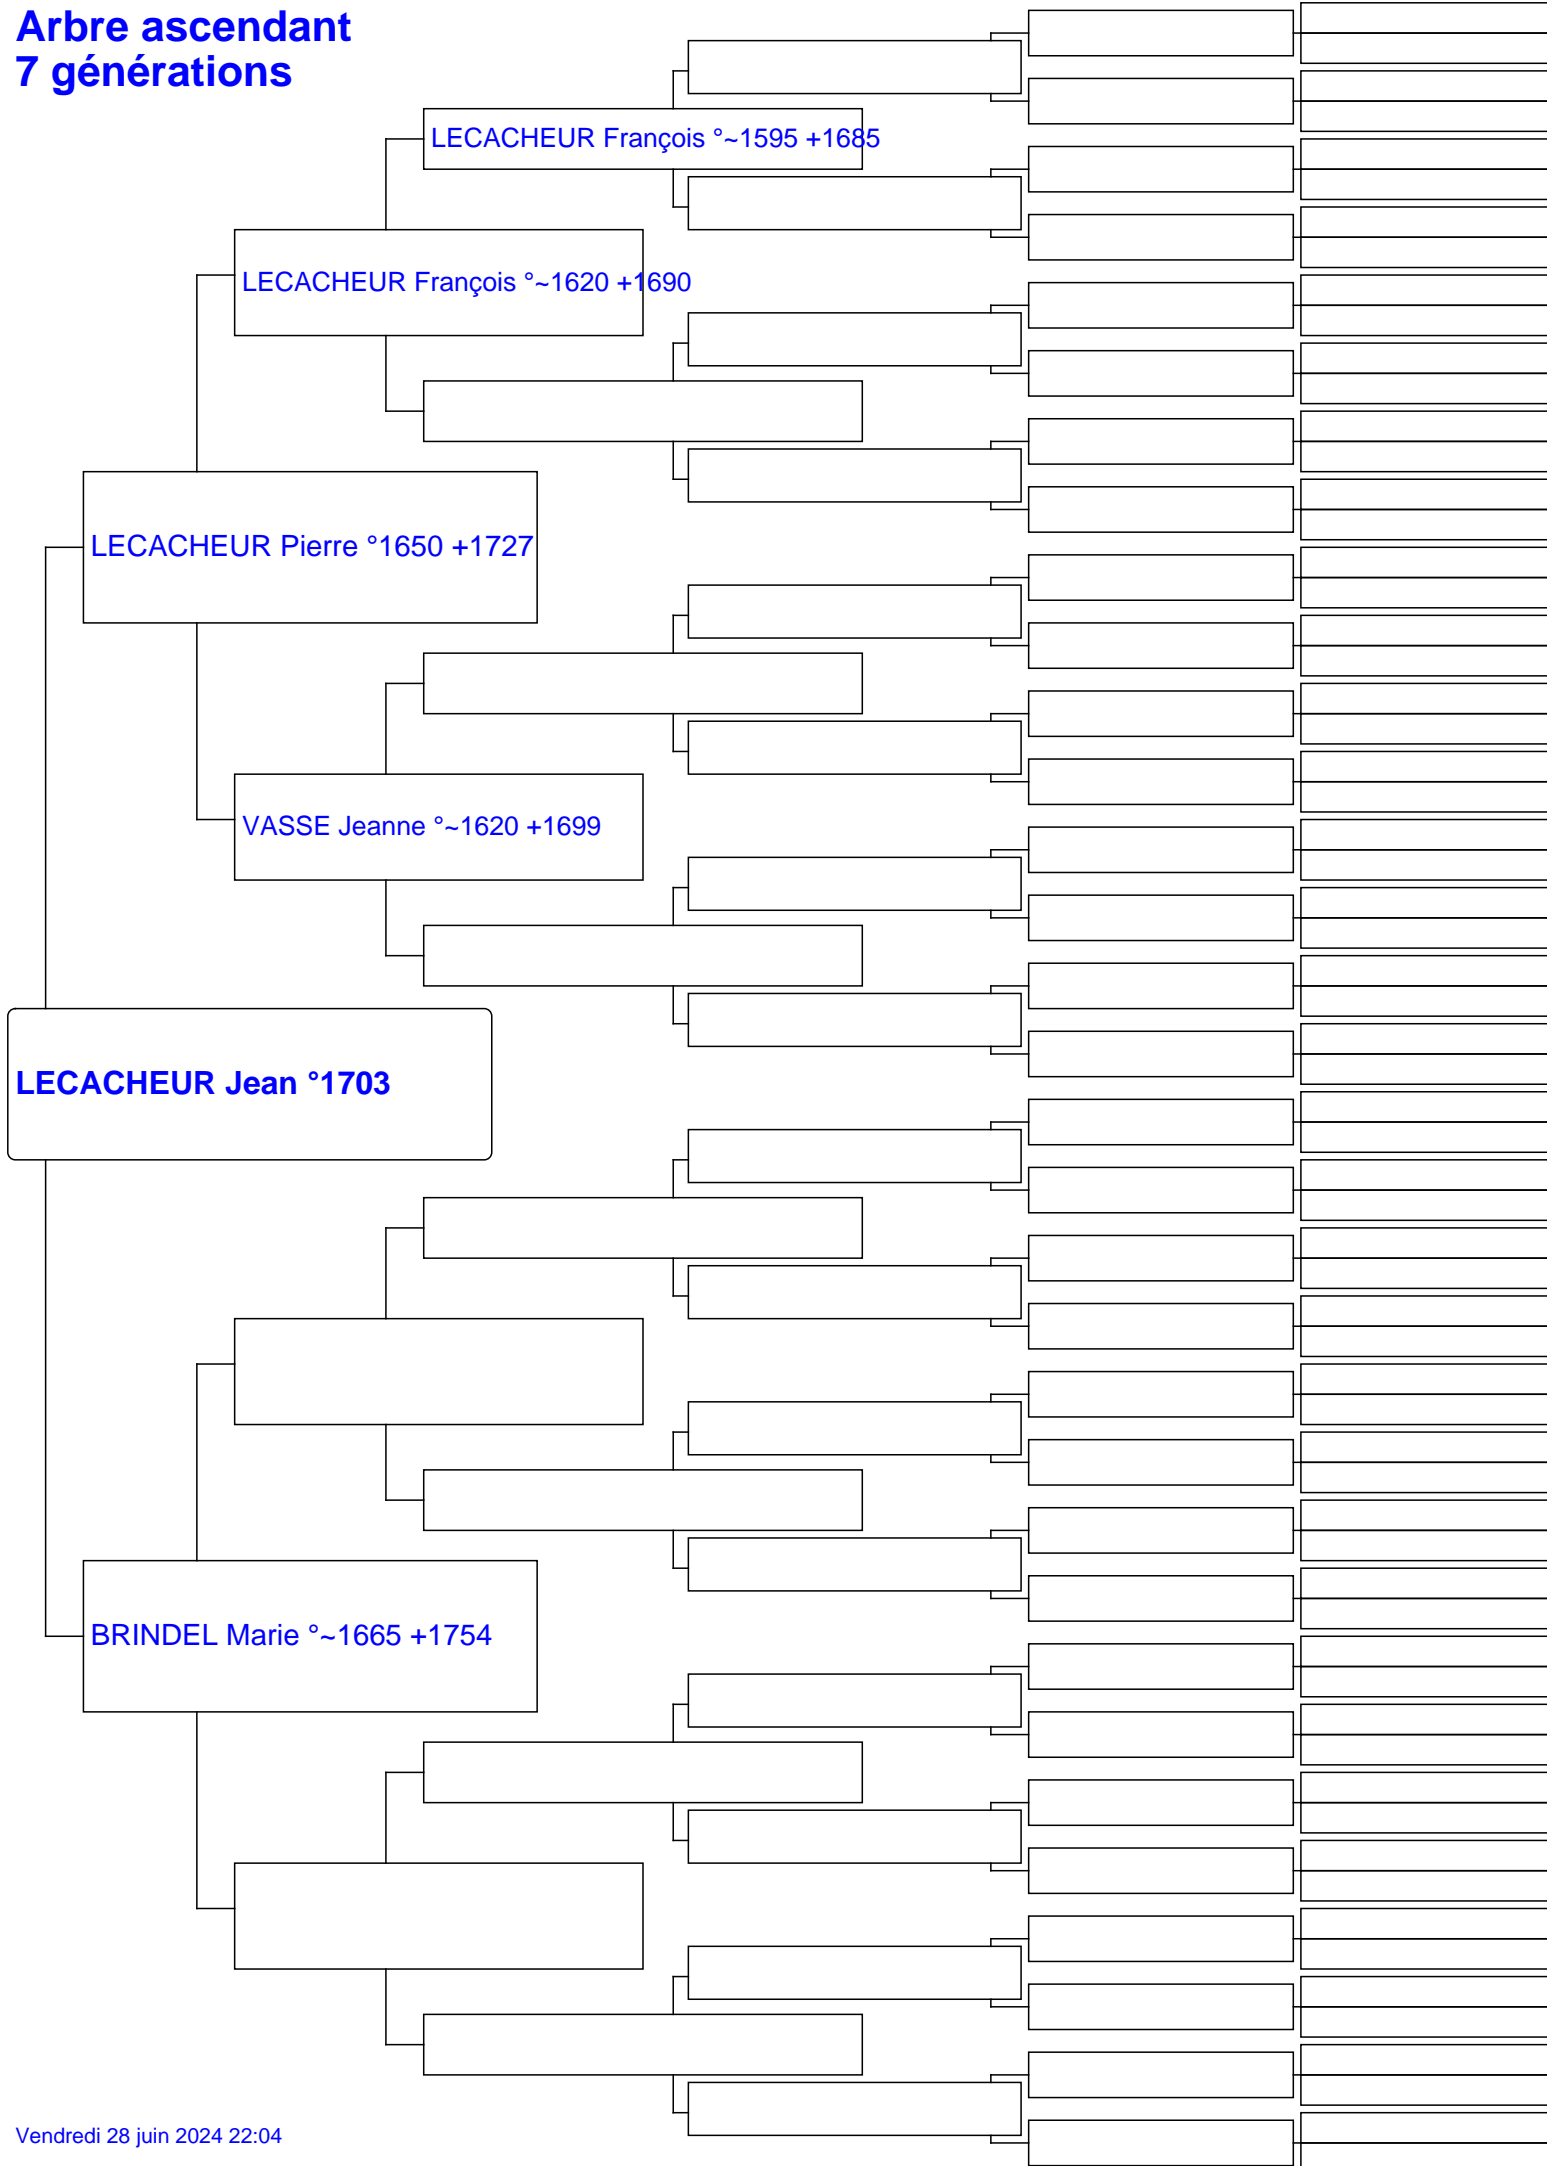 Arbre ascendant
7 générations
LECACHEUR François °~1595 +1685
LECACHEUR François °~1620 +1690
LECACHEUR Pierre °1650 +1727
VASSE Jeanne °~1620 +1699
LECACHEUR Jean °1703
BRINDEL Marie °~1665 +1754
Vendredi 28 juin 2024 22:04